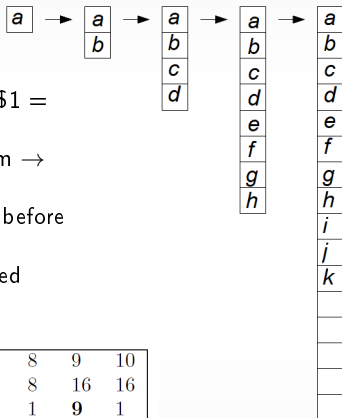 a → a → a → a → a
b b b b
c c c
$1 = d d d
e e
m → f f
g g
h h
before i
j
ed k
8 9 10
8 16 16
1 9 1